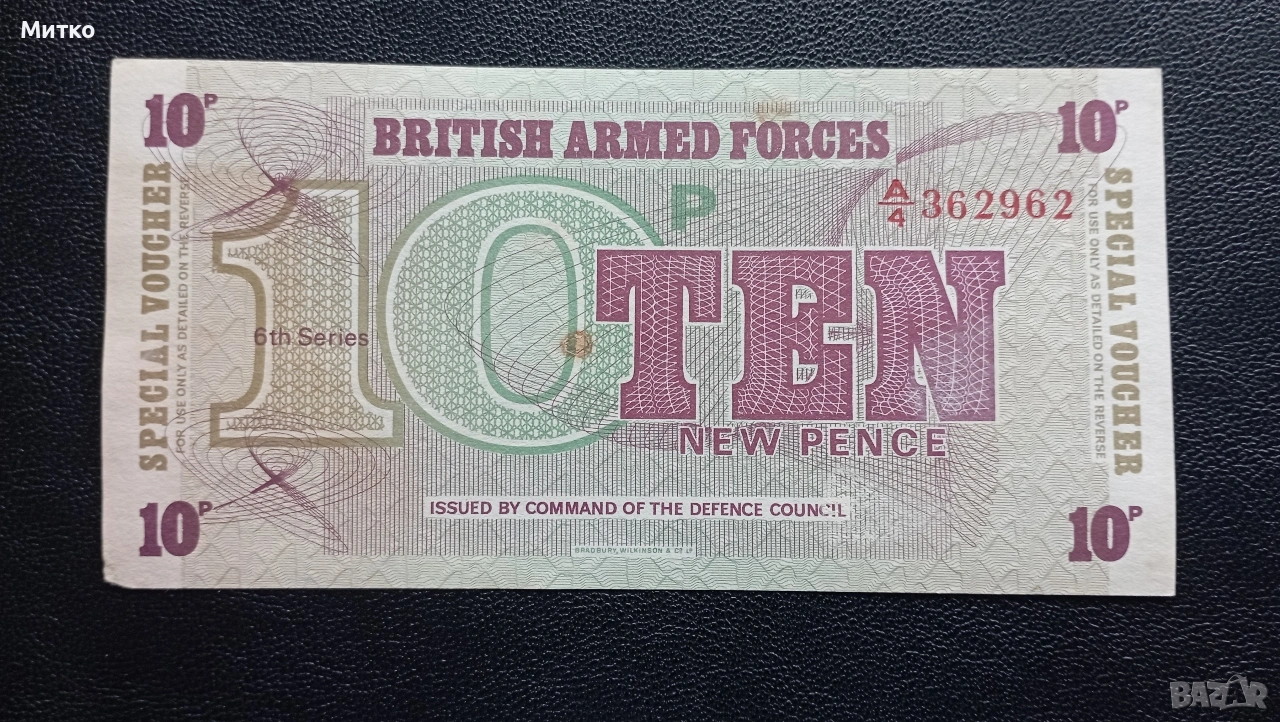 Митко
10P
BRITISH ARMED FORCES
10P
SPECIAL VOUCHER
FOR USE ONLY AS DETAILED ON THE REVERSE
10P
A/4 362962
TEN
NEW PENCE
6th Series
SPECIAL VOUCHER
FOR USE ONLY AS DETAILED ON THE REVERSE
ISSUED BY COMMAND OF THE DEFENCE COUNCIL
BRADBURY, WILKINSON & Co. Ld.
10P
10P
BAZAR